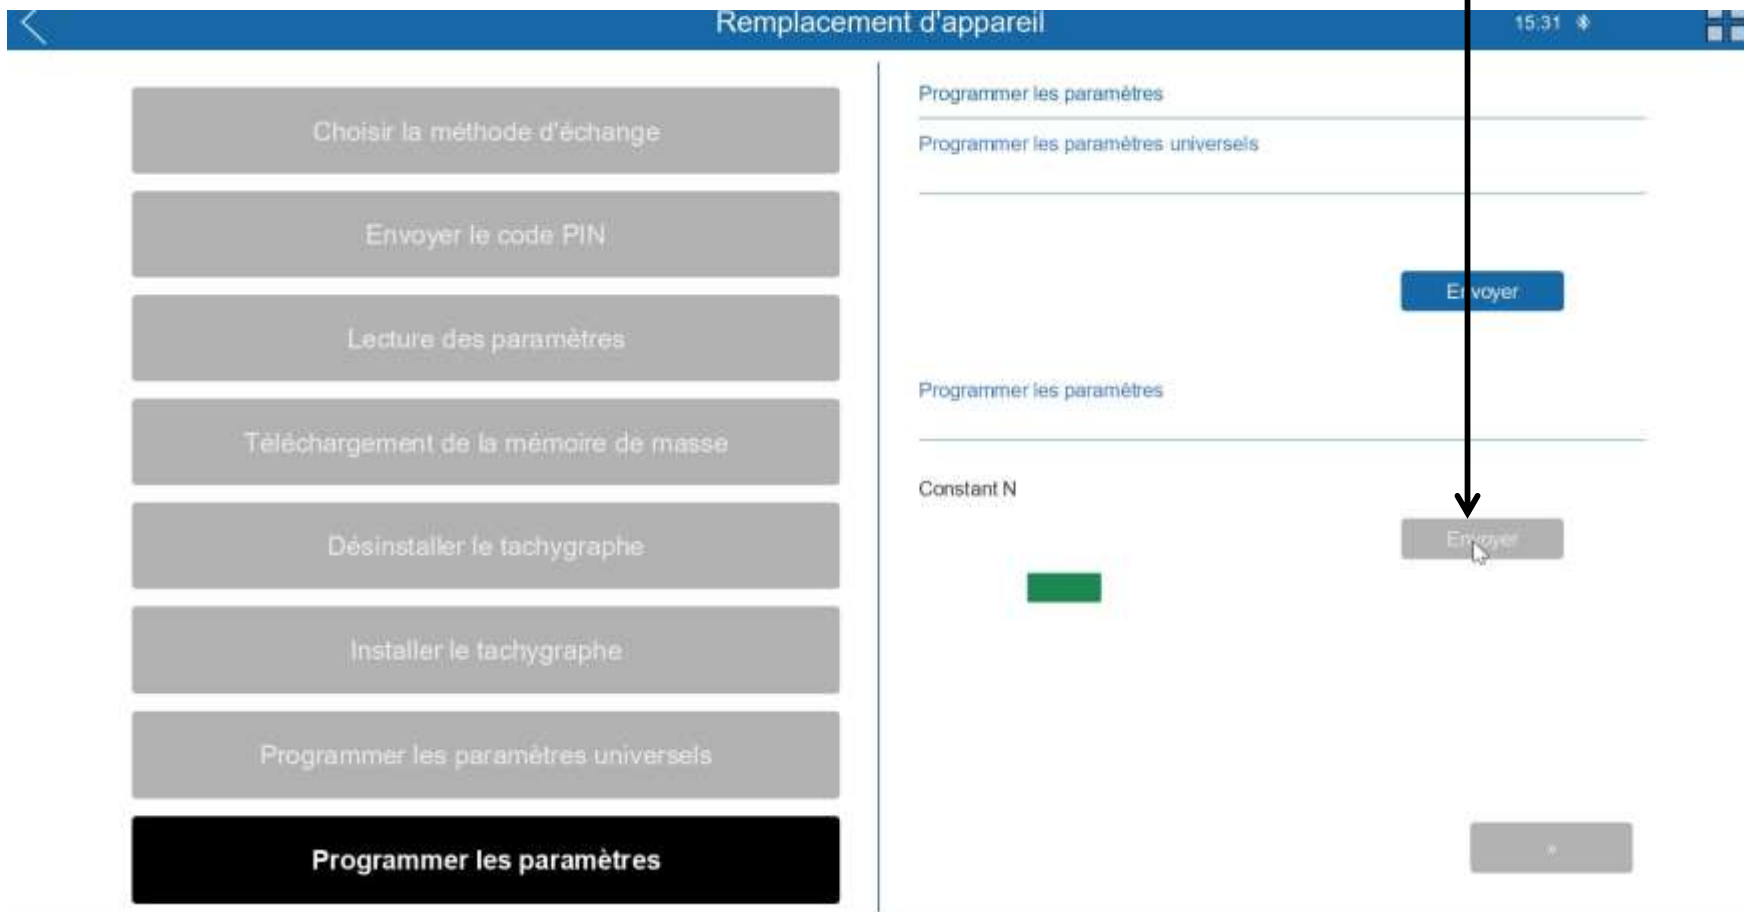 Remplacement d'appareil
15:31
Choisir la méthode d'échange
Envoyer le code PIN
Lecture des paramètres
Téléchargement de la mémoire de masse
Désinstaller le tachygraphe
Installer le tachygraphe
Programmer les paramètres universels
Programmer les paramètres
Programmer les paramètres
Programmer les paramètres universels
Envoyer
Programmer les paramètres
Constant N
Envoyer